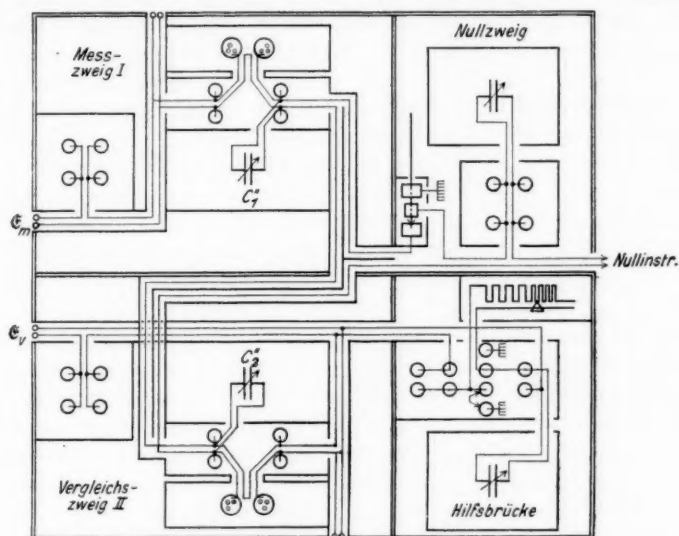 Mess-
zweig I
Nullzweig
C₁"
𝔈m
Nullinstr.
𝔈v
C₂"
Vergleichs-
zweig II
Hilfsbrücke